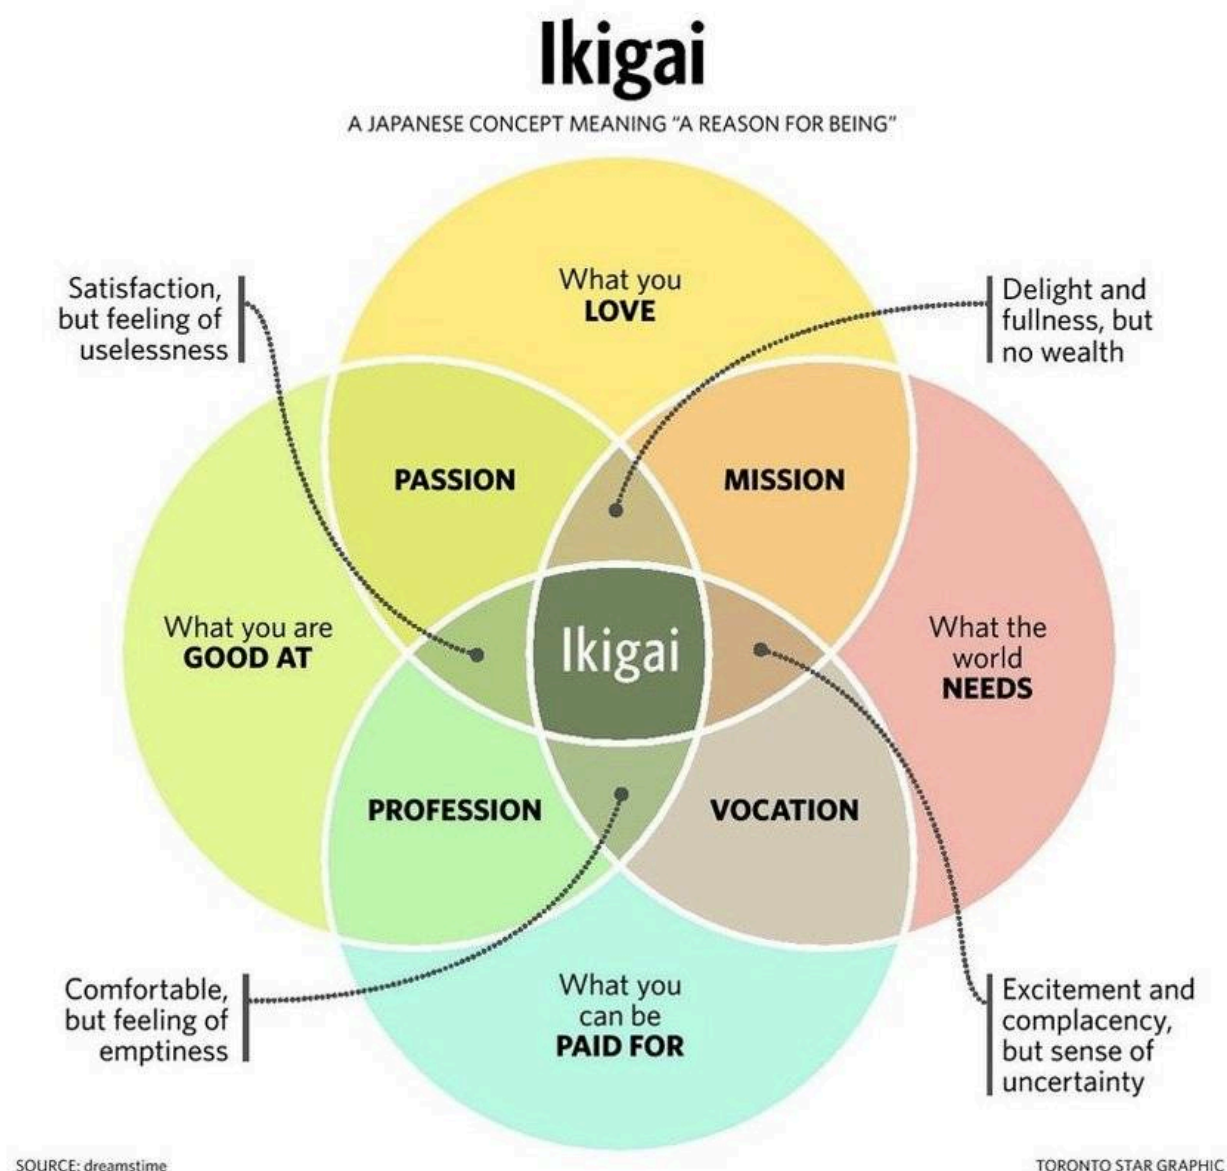 Ikigai
A JAPANESE CONCEPT MEANING "A REASON FOR BEING"
What you
LOVE
Satisfaction,
but feeling of
uselessness
Delight and
fullness, but
no wealth
PASSION
MISSION
What you are
GOOD AT
Ikigai
What the
world
NEEDS
PROFESSION
VOCATION
Comfortable,
but feeling of
emptiness
What you
can be
PAID FOR
Excitement and
complacency,
but sense of
uncertainty
SOURCE: dreamstime
TORONTO STAR GRAPHIC